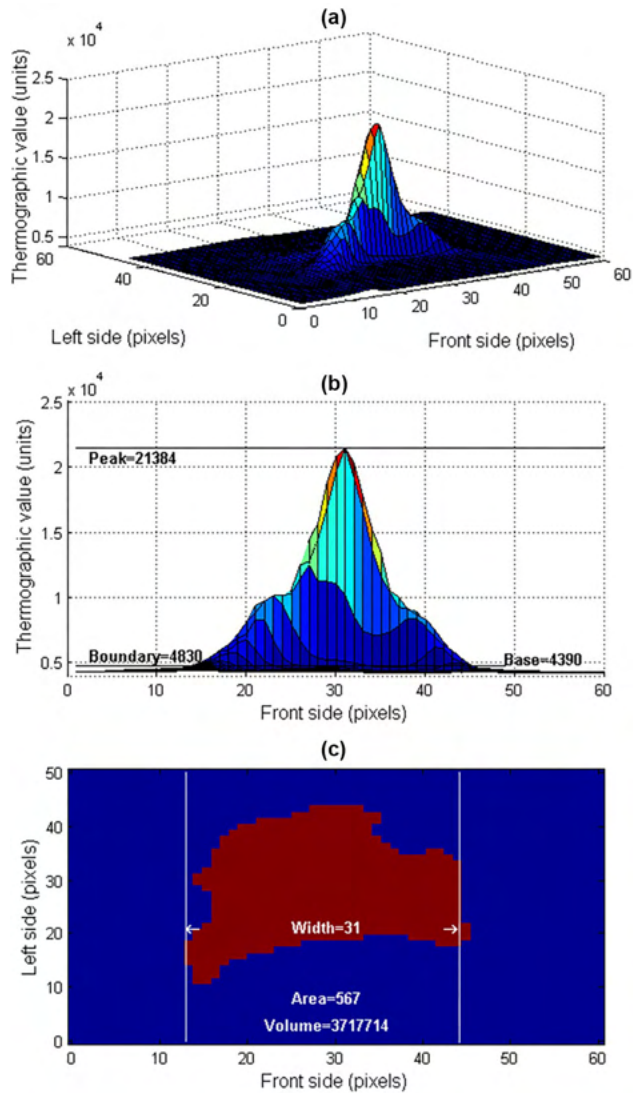 (a)
x 10^4
2.5
2
1.5
1
0.5
60
40
20
0
0
10
20
30
40
50
60
Thermographic value (units)
Left side (pixels)
Front side (pixels)
(b)
x 10^4
2.5
2
1.5
1
0.5
Peak=21384
Boundary=4830
Base=4390
0
10
20
30
40
50
60
Thermographic value (units)
Front side (pixels)
(c)
50
40
30
20
10
0
Width=31
Area=567
Volume=3717714
0
10
20
30
40
50
60
Left side (pixels)
Front side (pixels)